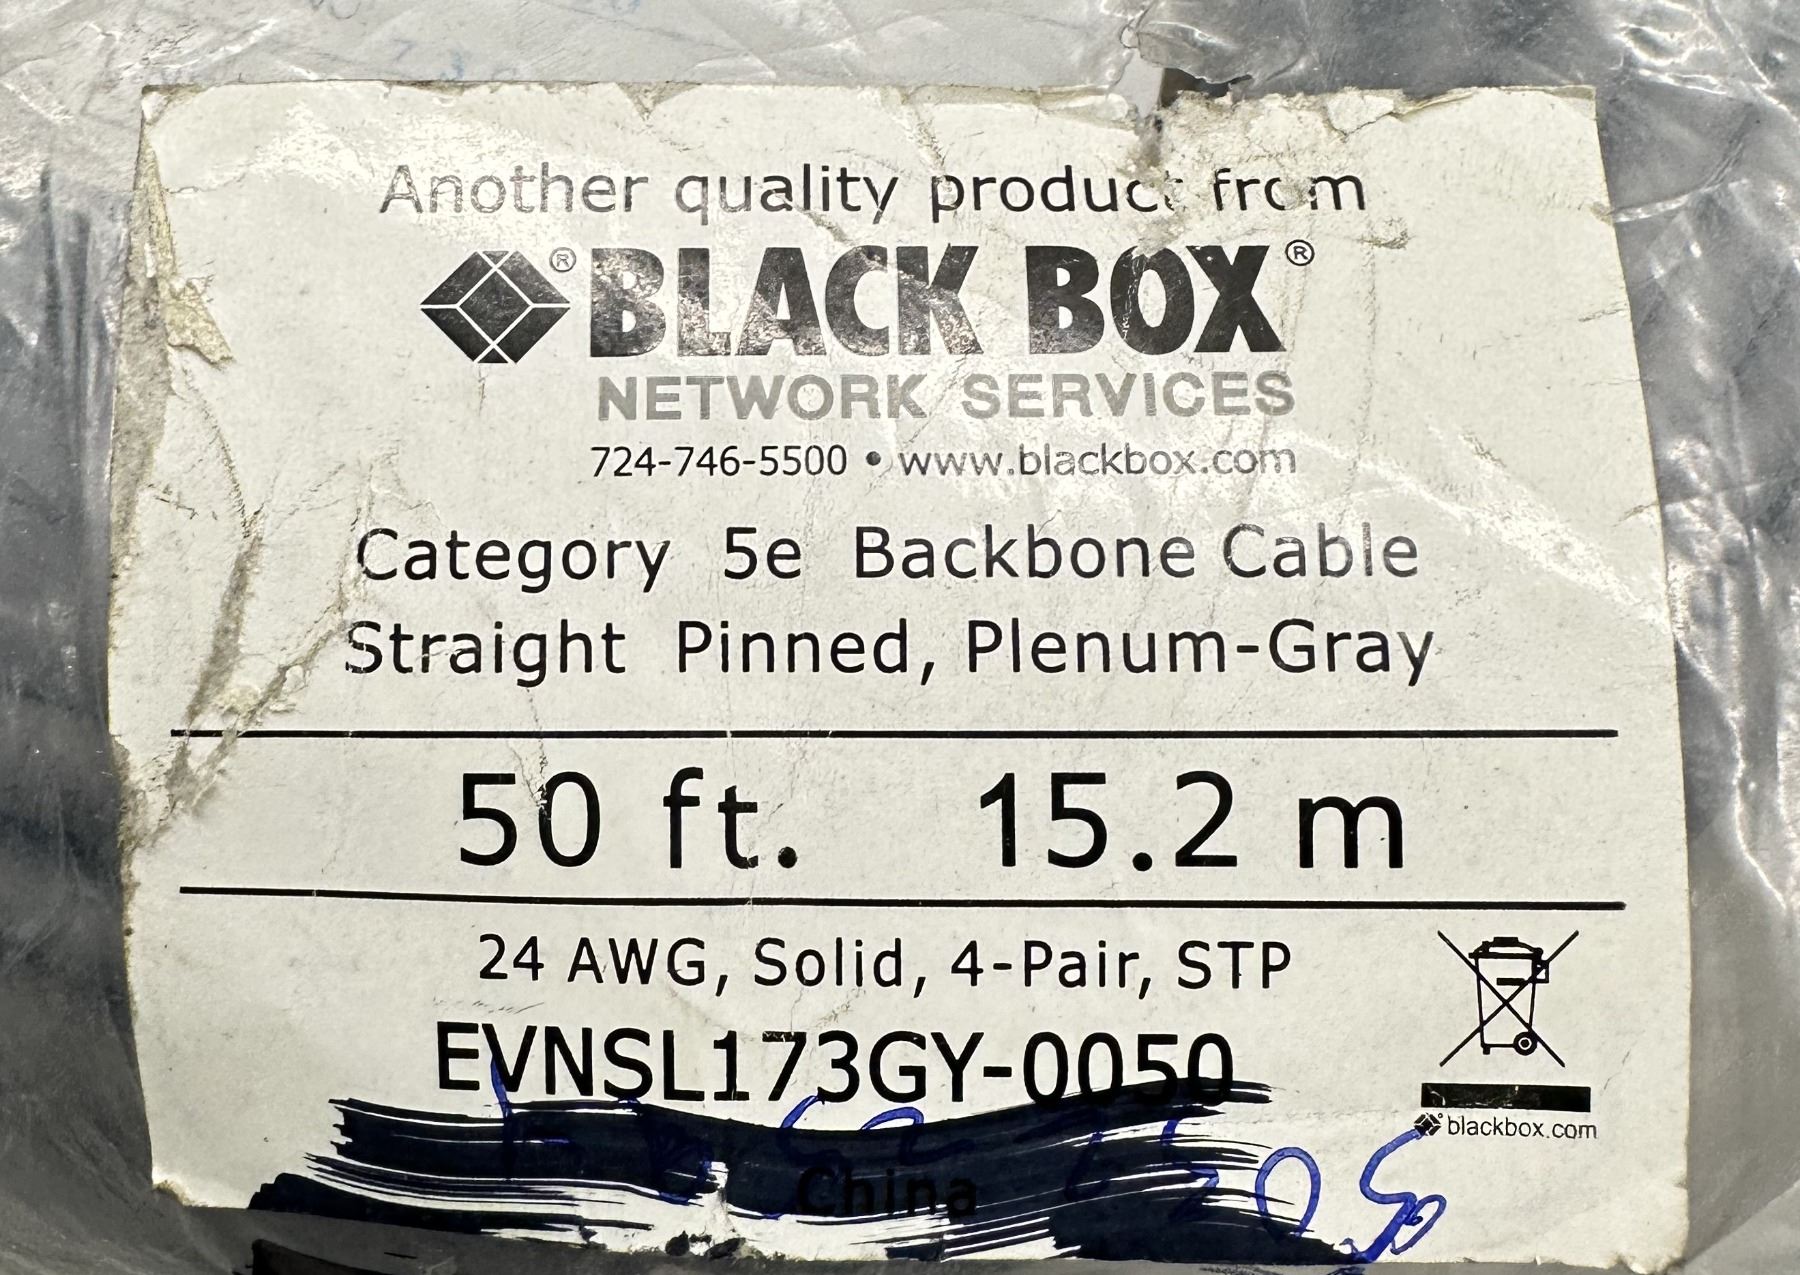 Another quality product from
® BLACK BOX®
NETWORK SERVICES
724-746-5500 • www.blackbox.com
Category 5e Backbone Cable
Straight Pinned, Plenum-Gray
50 ft. 15.2 m
24 AWG, Solid, 4-Pair, STP
EVNSL173GY-0050
blackbox.com
China